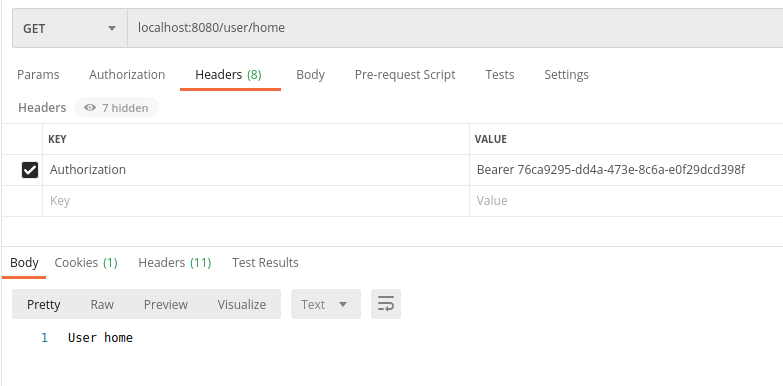 GET localhost:8080/user/home
Params Authorization Headers (8) Body Pre-request Script Tests Settings
Headers 7 hidden
KEY VALUE
Authorization Bearer 76ca9295-dd4a-473e-8c6a-e0f29dcd398f
Key Value
Body Cookies (1) Headers (11) Test Results
Pretty Raw Preview Visualize Text
1 User home